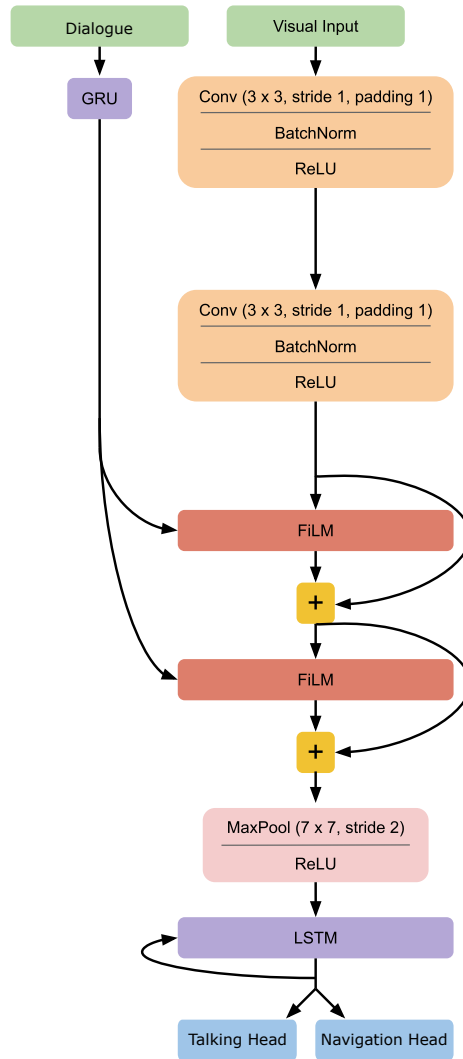 Dialogue
Visual Input
GRU
Conv (3 x 3, stride 1, padding 1)
BatchNorm
ReLU
Conv (3 x 3, stride 1, padding 1)
BatchNorm
ReLU
FiLM
+
FiLM
+
MaxPool (7 x 7, stride 2)
ReLU
LSTM
Talking Head
Navigation Head